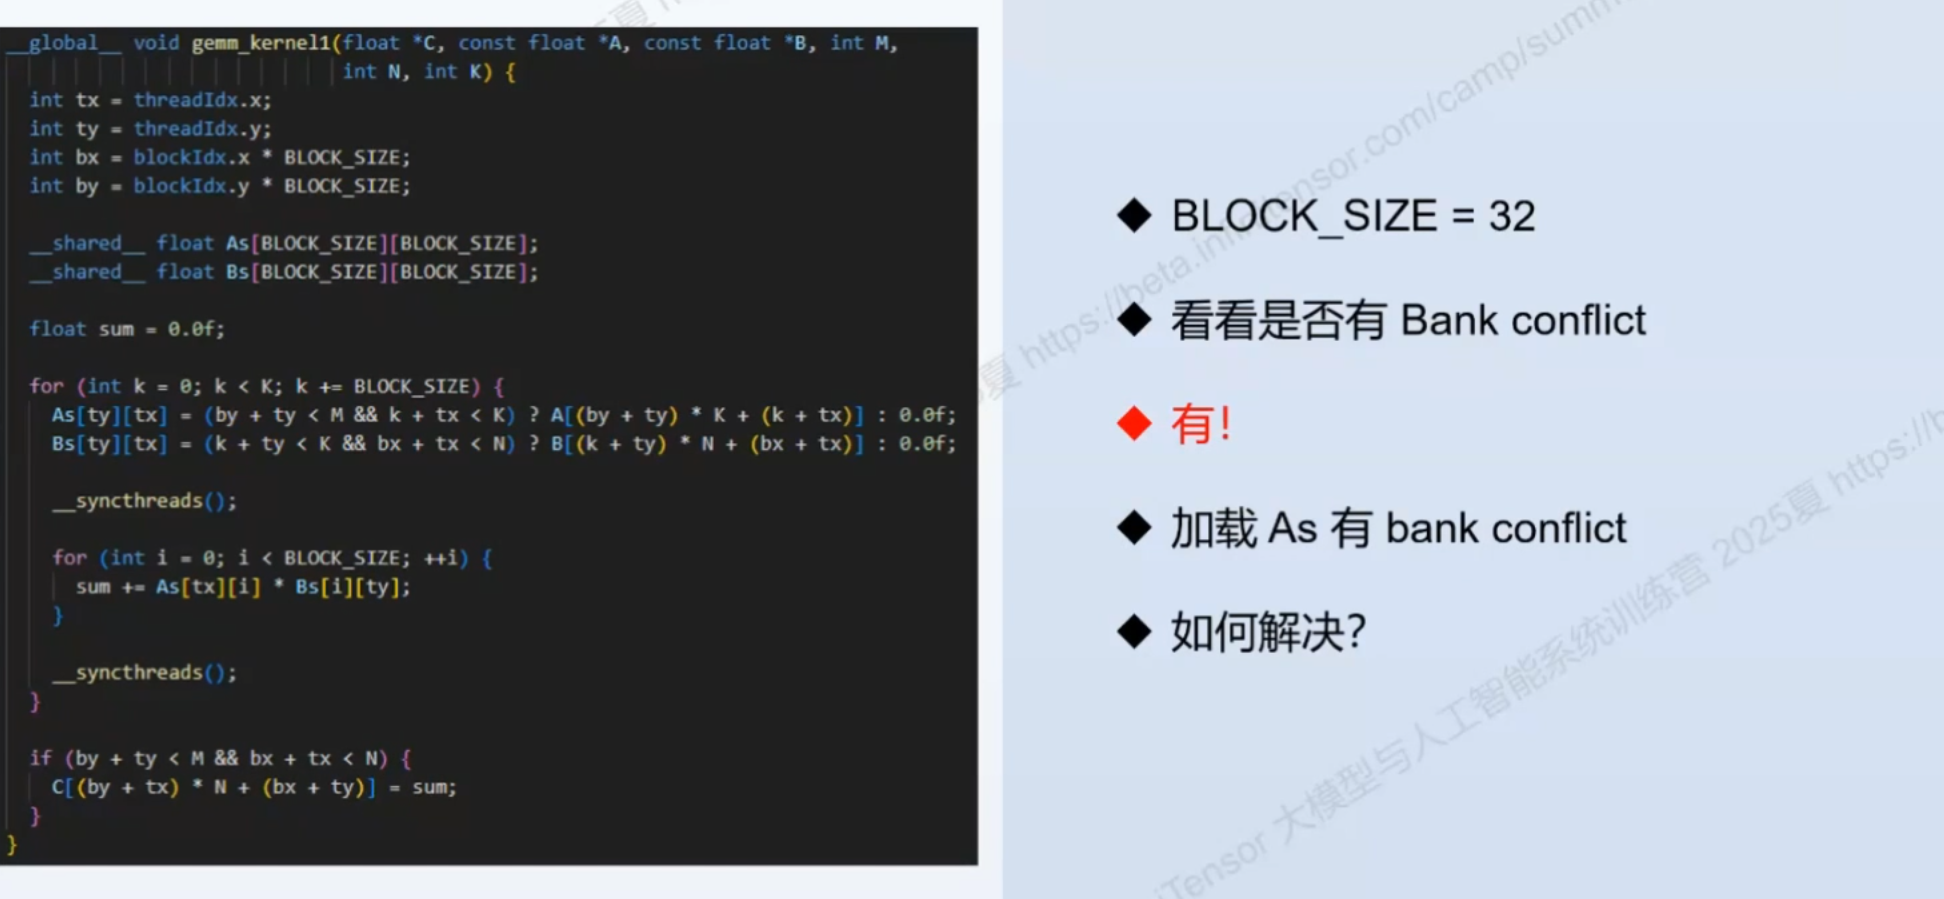 __global__ void gemm_kernel1(float *C, const float *A, const float *B, int M,
int N, int K) {
int tx = threadIdx.x;
int ty = threadIdx.y;
int bx = blockIdx.x * BLOCK_SIZE;
int by = blockIdx.y * BLOCK_SIZE;
__shared__ float As[BLOCK_SIZE][BLOCK_SIZE];
__shared__ float Bs[BLOCK_SIZE][BLOCK_SIZE];
float sum = 0.0f;
for (int k = 0; k < K; k += BLOCK_SIZE) {
As[ty][tx] = (by + ty < M && k + tx < K) ? A[(by + ty) * K + (k + tx)] : 0.0f;
Bs[ty][tx] = (k + ty < K && bx + tx < N) ? B[(k + ty) * N + (bx + tx)] : 0.0f;
__syncthreads();
for (int i = 0; i < BLOCK_SIZE; ++i) {
sum += As[tx][i] * Bs[i][ty];
}
__syncthreads();
}
if (by + ty < M && bx + tx < N) {
C[(by + tx) * N + (bx + ty)] = sum;
}
}
◆ BLOCK_SIZE = 32
◆ 看看是否有 Bank conflict
◆ 有！
◆ 加载 As 有 bank conflict
◆ 如何解决？
夏 https://beta.infinitensor.com/camp/summ
iTensor 大模型与人工智能系统训练营 2025夏 https://b